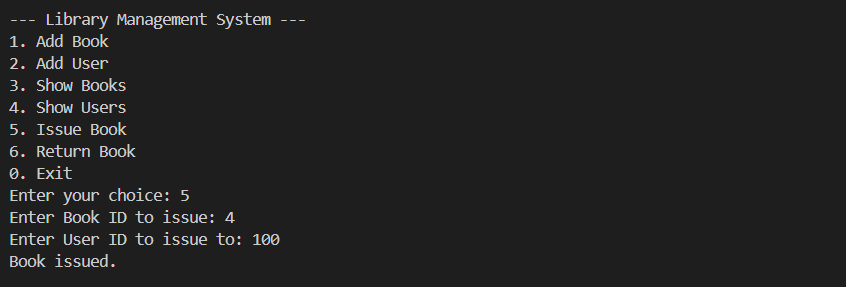 --- Library Management System ---
1. Add Book
2. Add User
3. Show Books
4. Show Users
5. Issue Book
6. Return Book
0. Exit
Enter your choice: 5
Enter Book ID to issue: 4
Enter User ID to issue to: 100
Book issued.